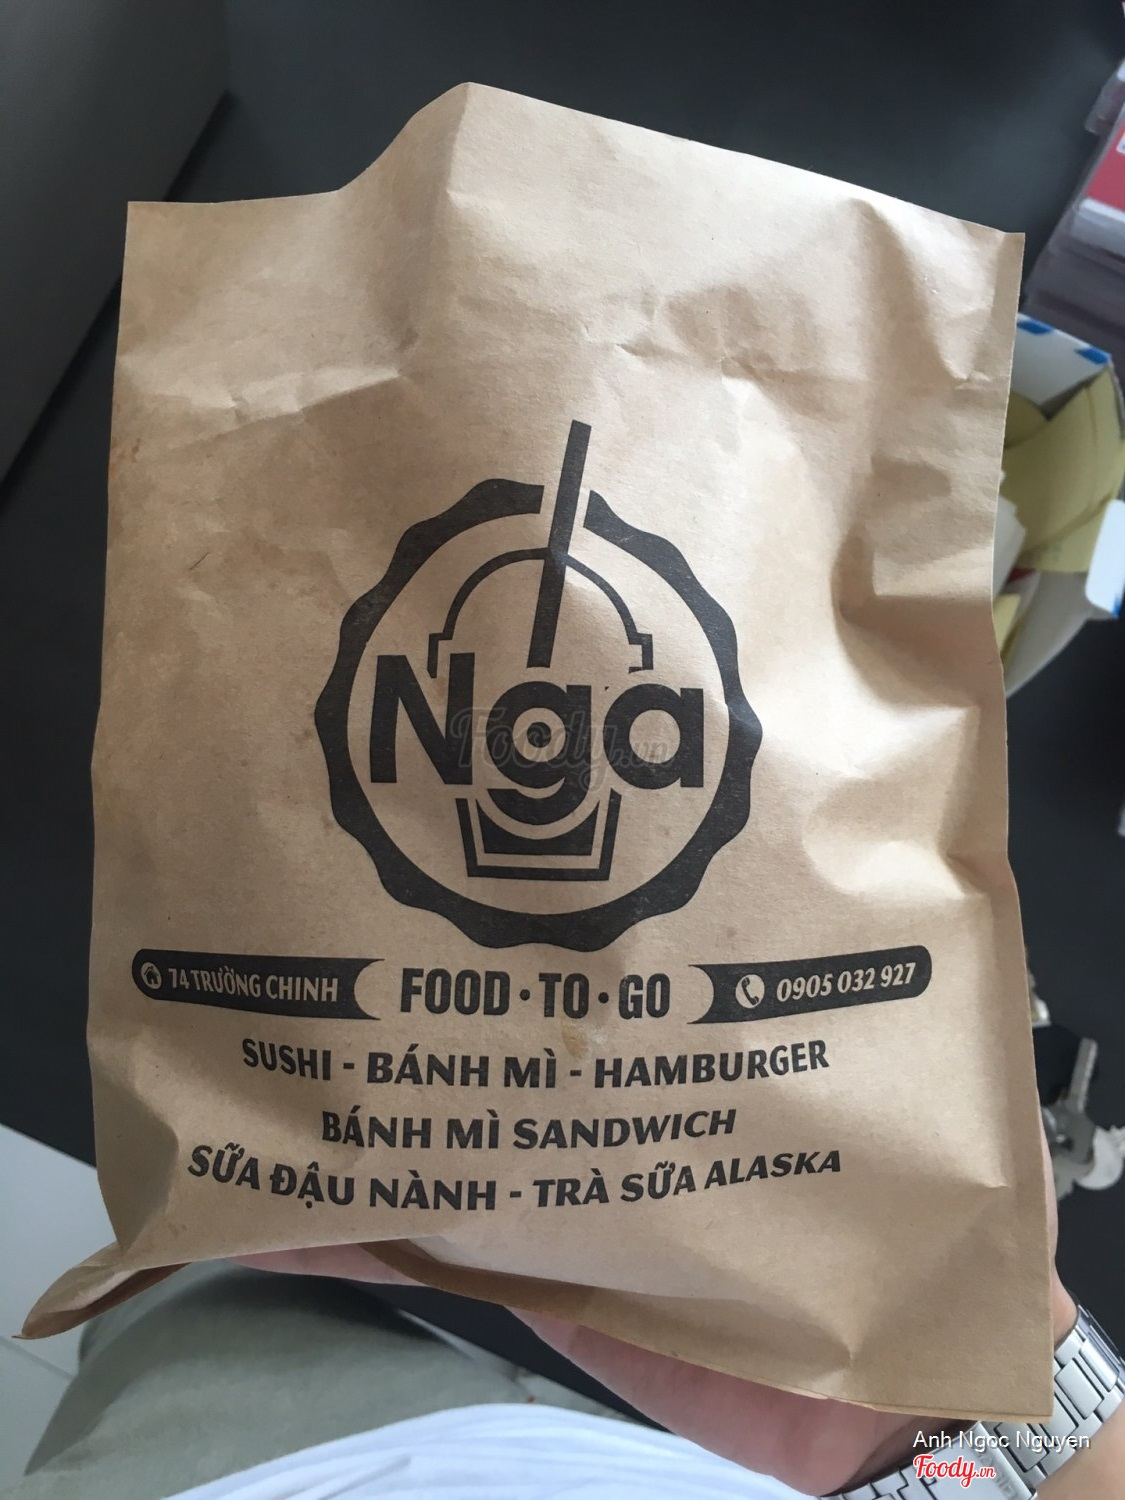 Nga
Foody.vn
74 TRƯỜNG CHINH FOOD · TO · GO 0905 032 927
SUSHI - BÁNH MÌ - HAMBURGER
BÁNH MÌ SANDWICH
SỮA ĐẬU NÀNH - TRÀ SỮA ALASKA
Anh Ngọc Nguyen
Foody.vn